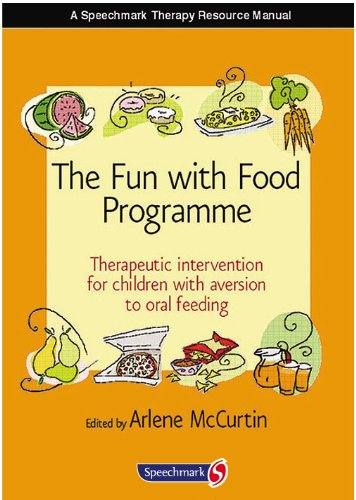 A Speechmark Therapy Resource Manual
The Fun with Food
Programme
Therapeutic intervention
for children with aversion
to oral feeding
Edited by Arlene McCurtin
Speechmark S